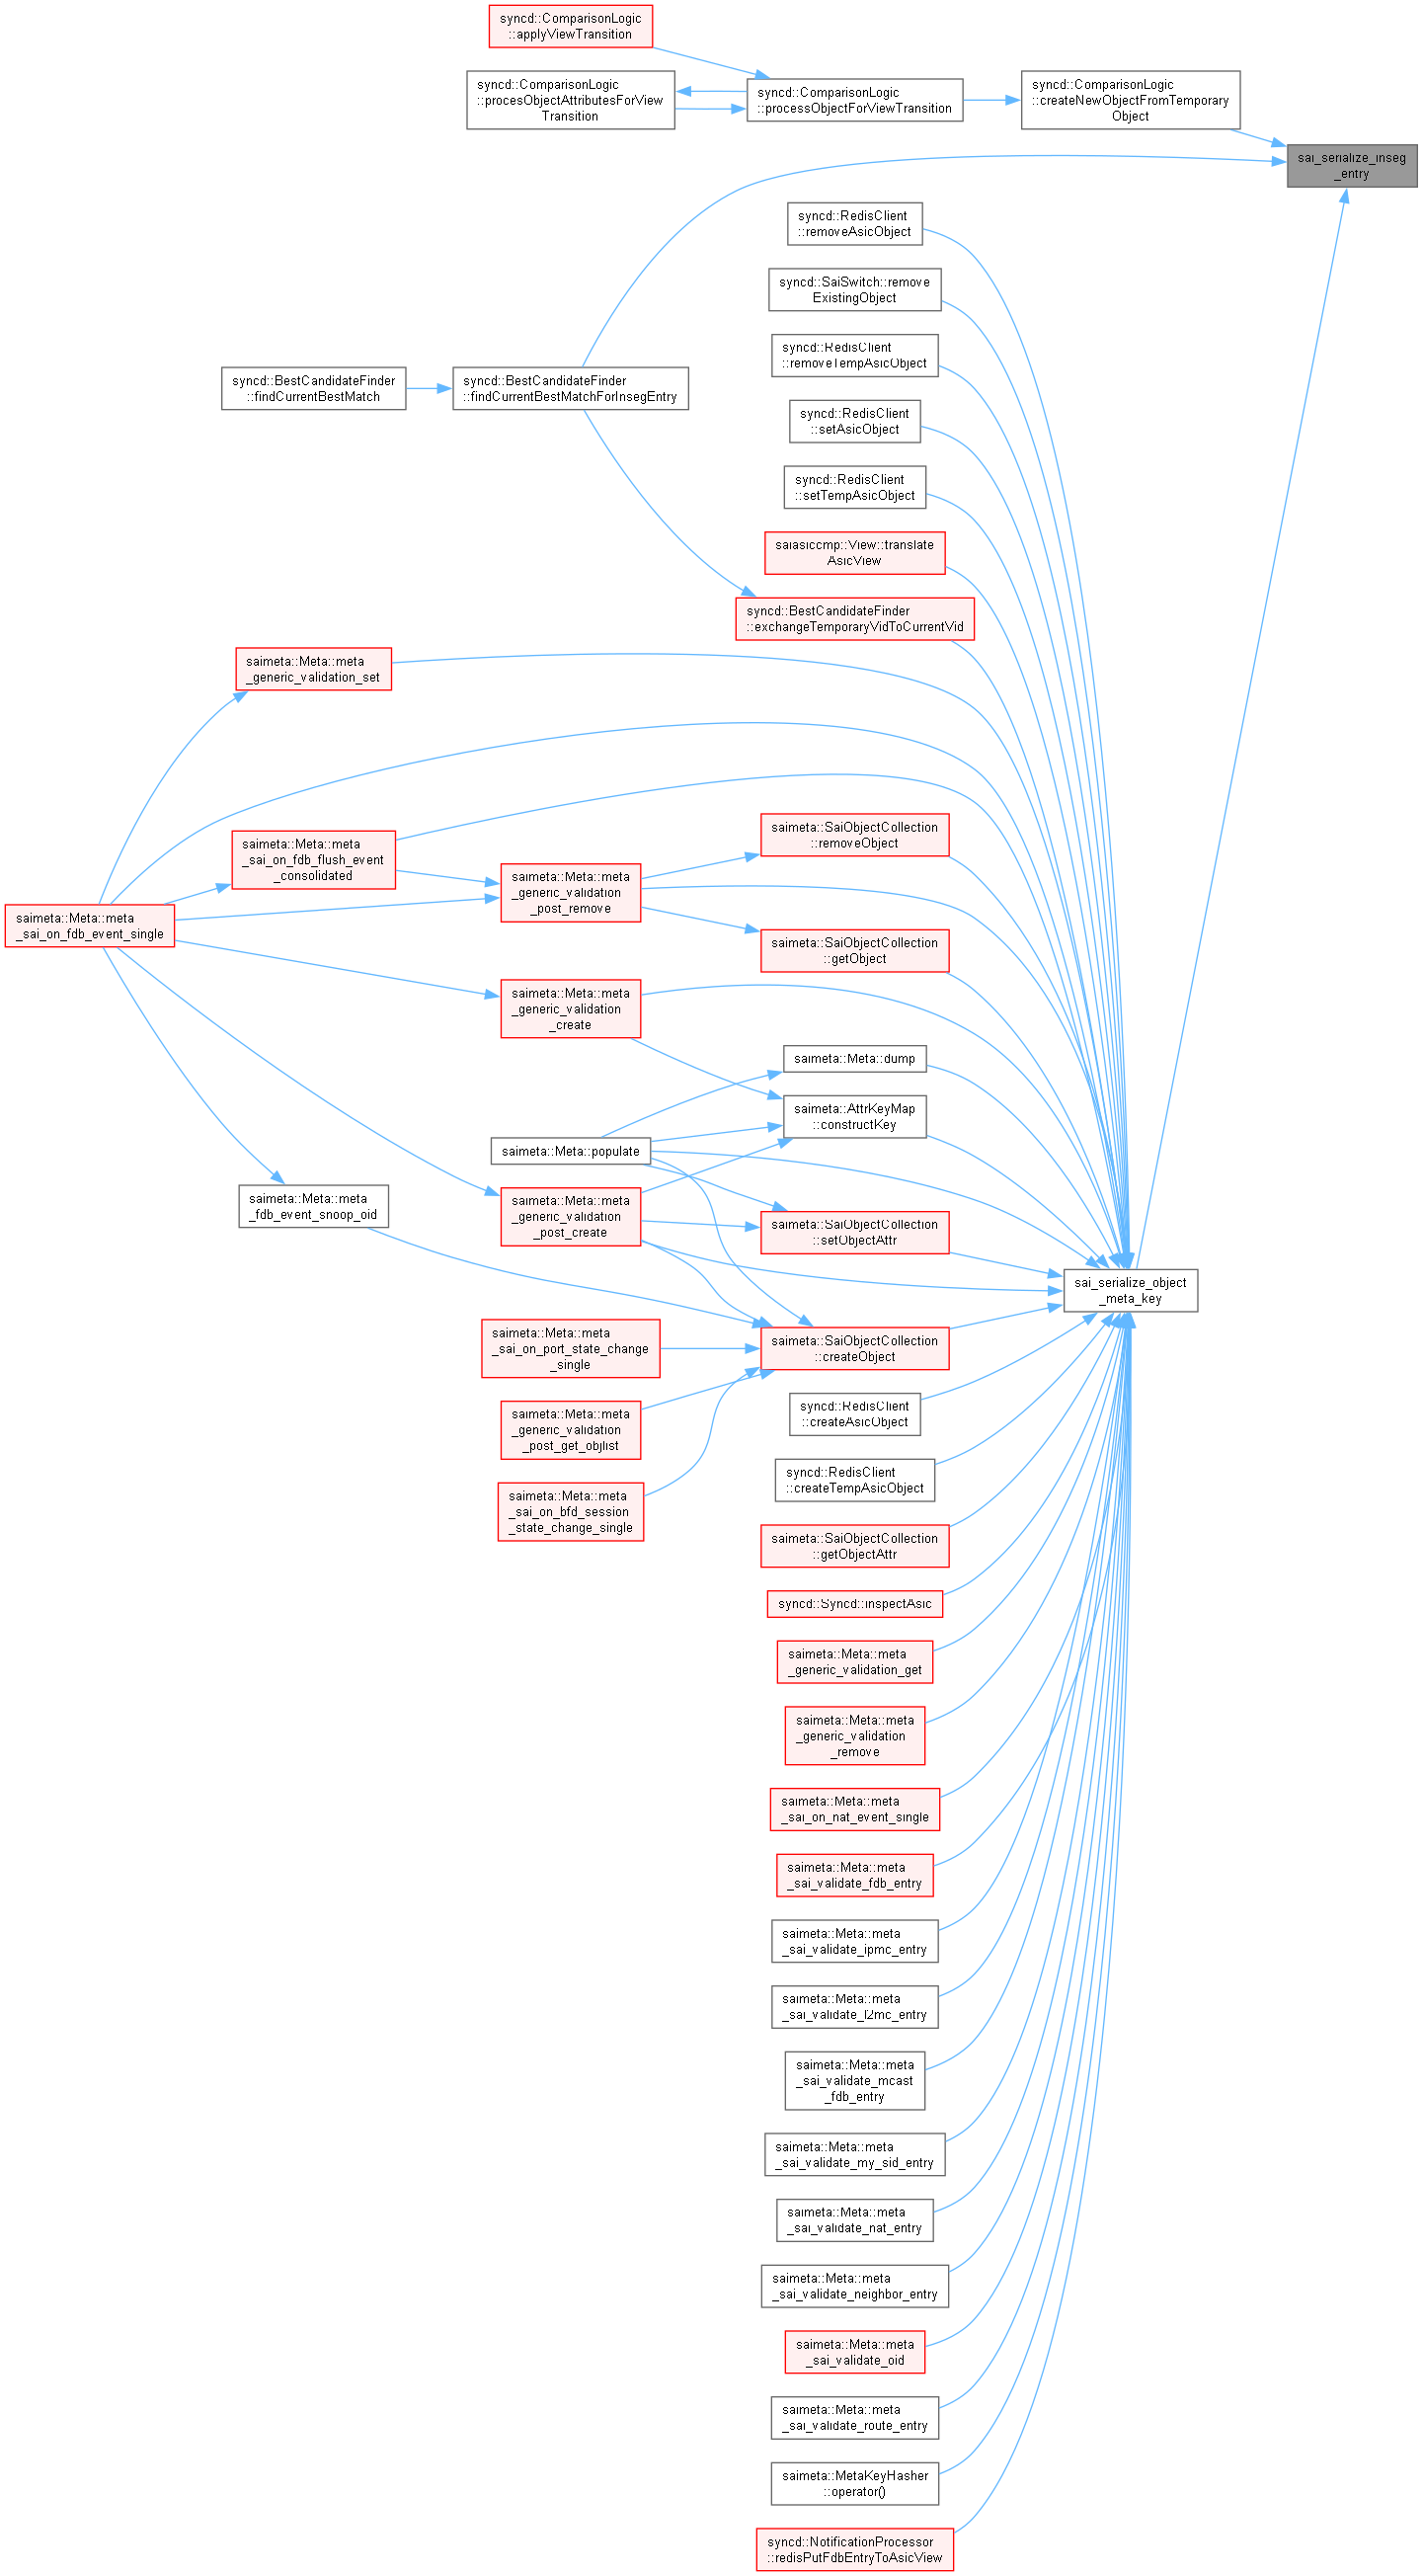 syncd::ComparisonLogic
::applyViewTransition
syncd::ComparisonLogic
::procesObjectAttributesForView
Transition
syncd::ComparisonLogic
::processObjectForViewTransition
syncd::ComparisonLogic
::createNewObjectFromTemporary
Object
sai_serialize_inseg
_entry
syncd::RedisClient
::removeAsicObject
syncd::SaiSwitch::remove
ExistingObject
syncd::RedisClient
::removeTempAsicObject
syncd::BestCandidateFinder
::findCurrentBestMatch
syncd::BestCandidateFinder
::findCurrentBestMatchForInsegEntry
syncd::RedisClient
::setAsicObject
syncd::RedisClient
::setTempAsicObject
saiasiccmp::View::translate
AsicView
syncd::BestCandidateFinder
::exchangeTemporaryVidToCurrentVid
saimeta::Meta::meta
_generic_validation_set
saimeta::Meta::meta
_sai_on_fdb_flush_event
_consolidated
saimeta::SaiObjectCollection
::removeObject
saimeta::Meta::meta
_generic_validation
_post_remove
saimeta::Meta::meta
_sai_on_fdb_event_single
saimeta::SaiObjectCollection
::getObject
saimeta::Meta::meta
_generic_validation
_create
saimeta::Meta::dump
saimeta::AttrKeyMap
::constructKey
saimeta::Meta::populate
saimeta::Meta::meta
_fdb_event_snoop_oid
saimeta::Meta::meta
_generic_validation
_post_create
saimeta::SaiObjectCollection
::setObjectAttr
sai_serialize_object
_meta_key
saimeta::Meta::meta
_sai_on_port_state_change
_single
saimeta::SaiObjectCollection
::createObject
saimeta::Meta::meta
_generic_validation
_post_get_objlist
syncd::RedisClient
::createAsicObject
syncd::RedisClient
::createTempAsicObject
saimeta::Meta::meta
_sai_on_bfd_session
_state_change_single
saimeta::SaiObjectCollection
::getObjectAttr
syncd::Syncd::inspectAsic
saimeta::Meta::meta
_generic_validation_get
saimeta::Meta::meta
_generic_validation
_remove
saimeta::Meta::meta
_sai_on_nat_event_single
saimeta::Meta::meta
_sai_validate_fdb_entry
saimeta::Meta::meta
_sai_validate_ipmc_entry
saimeta::Meta::meta
_sai_validate_l2mc_entry
saimeta::Meta::meta
_sai_validate_mcast
_fdb_entry
saimeta::Meta::meta
_sai_validate_my_sid_entry
saimeta::Meta::meta
_sai_validate_nat_entry
saimeta::Meta::meta
_sai_validate_neighbor_entry
saimeta::Meta::meta
_sai_validate_oid
saimeta::Meta::meta
_sai_validate_route_entry
saimeta::MetaKeyHasher
::operator()
syncd::NotificationProcessor
::redisPutFdbEntryToAsicView